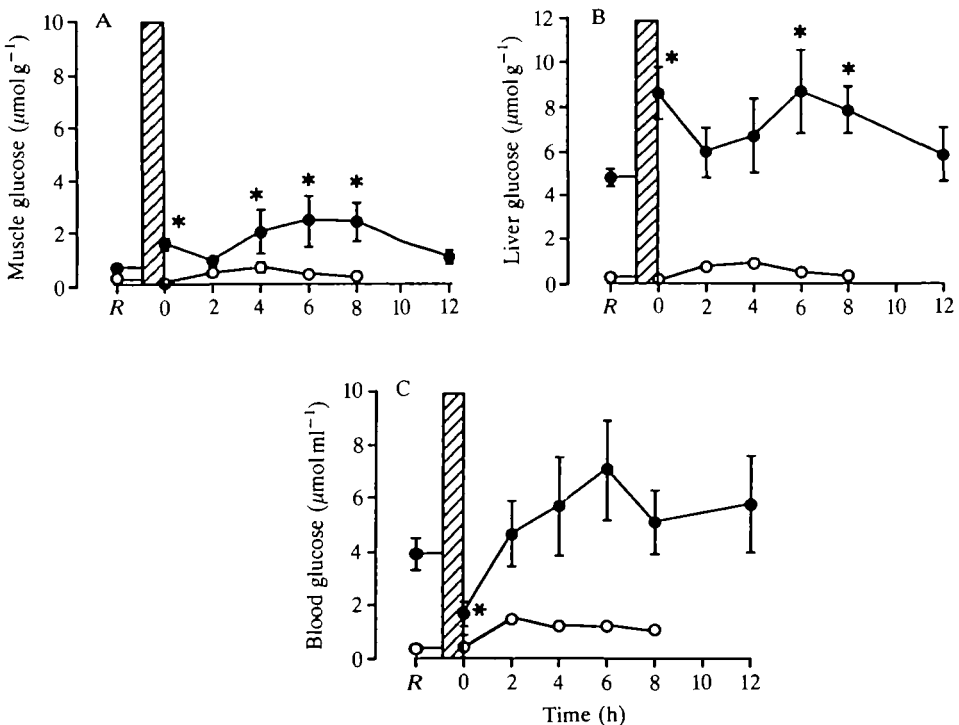 A
Muscle glucose (μmol g⁻¹)
10
8
6
4
2
0
* * * *
R 0 2 4 6 8 10 12
B
Liver glucose (μmol g⁻¹)
12
10
8
6
4
2
0
* * *
R 0 2 4 6 8 10 12
C
Blood glucose (μmol ml⁻¹)
10
8
6
4
2
0
*
R 0 2 4 6 8 10 12
Time (h)